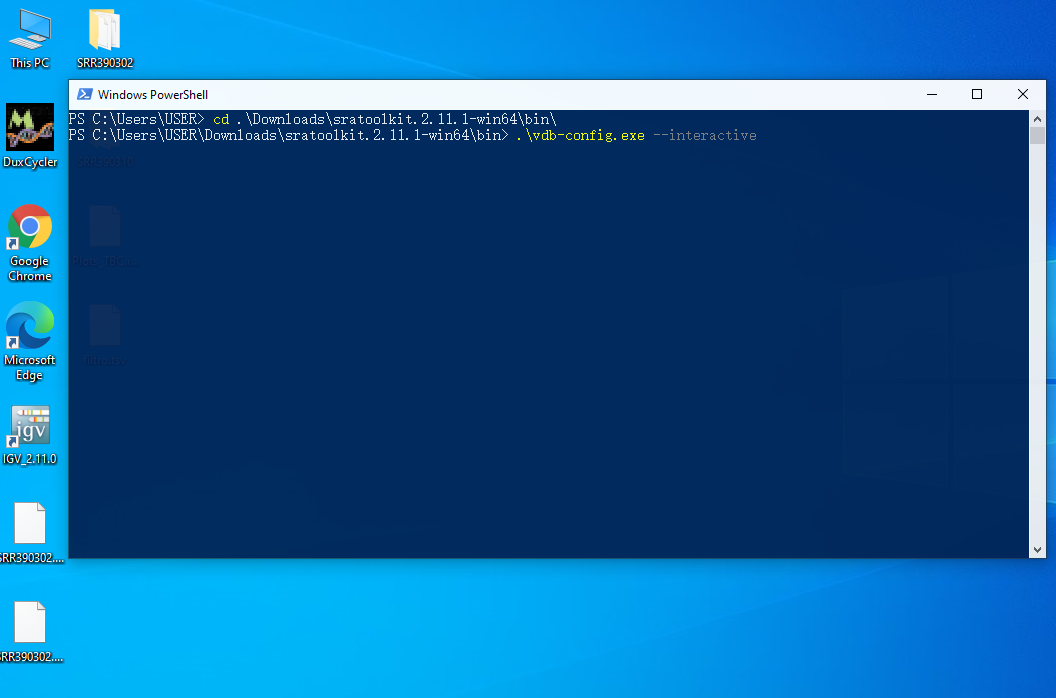 This PC
SRR390302
Windows PowerShell
PS C:\Users\USER> cd .\Downloads\sratoolkit.2.11.1-win64\bin\
PS C:\Users\USER\Downloads\sratoolkit.2.11.1-win64\bin> .\vdb-config.exe --interactive
DuxCycler
Google
Chrome
Microsoft
Edge
igv
IGV_2.11.0
SRR390302....
SRR390302....